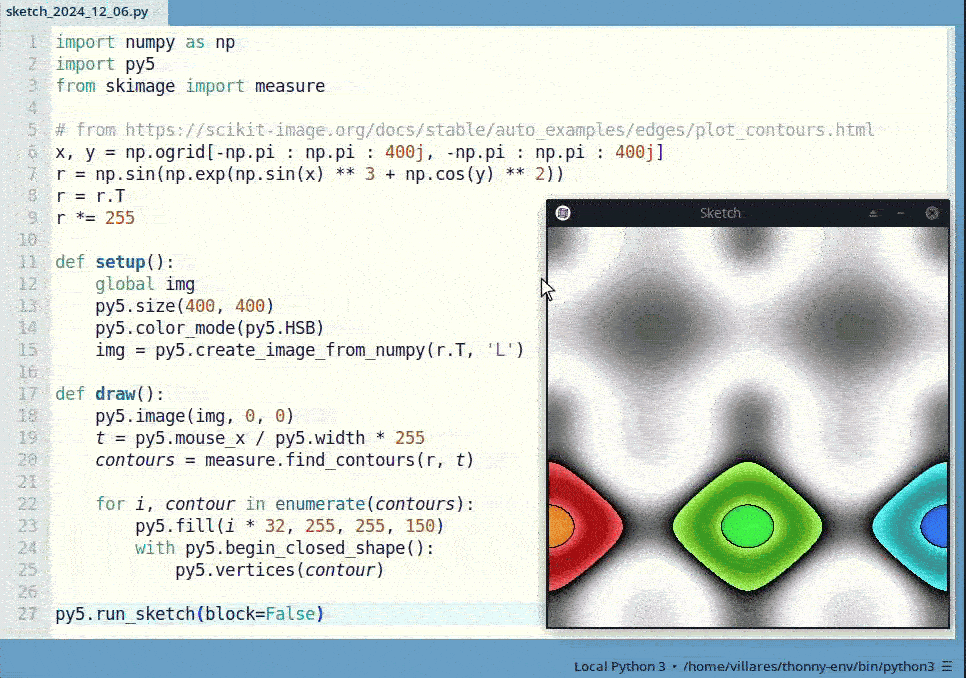 sketch_2024_12_06.py
1 import numpy as np
2 import py5
3 from skimage import measure
4
5 # from https://scikit-image.org/docs/stable/auto_examples/edges/plot_contours.html
6 x, y = np.ogrid[-np.pi : np.pi : 400j, -np.pi : np.pi : 400j]
7 r = np.sin(np.exp(np.sin(x) ** 3 + np.cos(y) ** 2))
8 r = r.T
9 r *= 255
10
11 def setup():
12     global img
13     py5.size(400, 400)
14     py5.color_mode(py5.HSB)
15     img = py5.create_image_from_numpy(r.T, 'L')
16
17 def draw():
18     py5.image(img, 0, 0)
19     t = py5.mouse_x / py5.width * 255
20     contours = measure.find_contours(r, t)
21
22     for i, contour in enumerate(contours):
23         py5.fill(i * 32, 255, 255, 150)
24         with py5.begin_closed_shape():
25             py5.vertices(contour)
26
27 py5.run_sketch(block=False)
Sketch
Local Python 3 • /home/villares/thonny-env/bin/python3 ☰